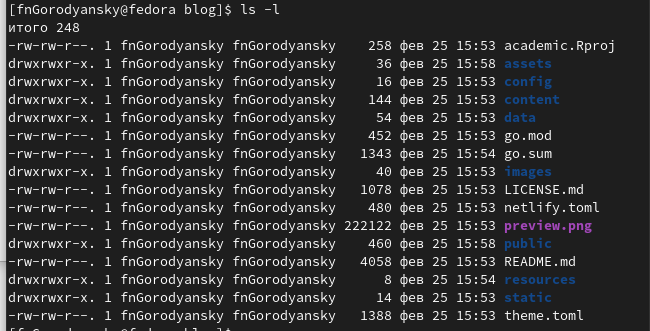 [fnGorodyansky@fedora blog]$ ls -l
итого 248
-rw-rw-r--. 1 fnGorodyansky fnGorodyansky    258 фев 25 15:53 academic.Rproj
drwxrwxr-x. 1 fnGorodyansky fnGorodyansky     36 фев 25 15:58 assets
drwxrwxr-x. 1 fnGorodyansky fnGorodyansky     16 фев 25 15:53 config
drwxrwxr-x. 1 fnGorodyansky fnGorodyansky    144 фев 25 15:53 content
drwxrwxr-x. 1 fnGorodyansky fnGorodyansky     54 фев 25 15:53 data
-rw-rw-r--. 1 fnGorodyansky fnGorodyansky    452 фев 25 15:53 go.mod
-rw-rw-r--. 1 fnGorodyansky fnGorodyansky   1343 фев 25 15:54 go.sum
drwxrwxr-x. 1 fnGorodyansky fnGorodyansky     40 фев 25 15:53 images
-rw-rw-r--. 1 fnGorodyansky fnGorodyansky   1078 фев 25 15:53 LICENSE.md
-rw-rw-r--. 1 fnGorodyansky fnGorodyansky    480 фев 25 15:53 netlify.toml
-rw-rw-r--. 1 fnGorodyansky fnGorodyansky 222122 фев 25 15:53 preview.png
drwxrwxr-x. 1 fnGorodyansky fnGorodyansky    460 фев 25 15:58 public
-rw-rw-r--. 1 fnGorodyansky fnGorodyansky   4058 фев 25 15:53 README.md
drwxrwxr-x. 1 fnGorodyansky fnGorodyansky      8 фев 25 15:54 resources
drwxrwxr-x. 1 fnGorodyansky fnGorodyansky     14 фев 25 15:53 static
-rw-rw-r--. 1 fnGorodyansky fnGorodyansky   1388 фев 25 15:53 theme.toml